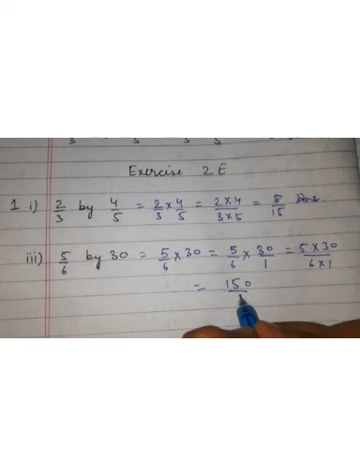 Exercise 2 E
1 i) 2/3 by 4/5 = 2/3 × 4/5 = 2 × 4 / 3 × 5 = 8/15 Ans.
iii) 5/6 by 30 = 5/6 × 30 = 5/6 × 30/1 = 5 × 30 / 6 × 1
= 150